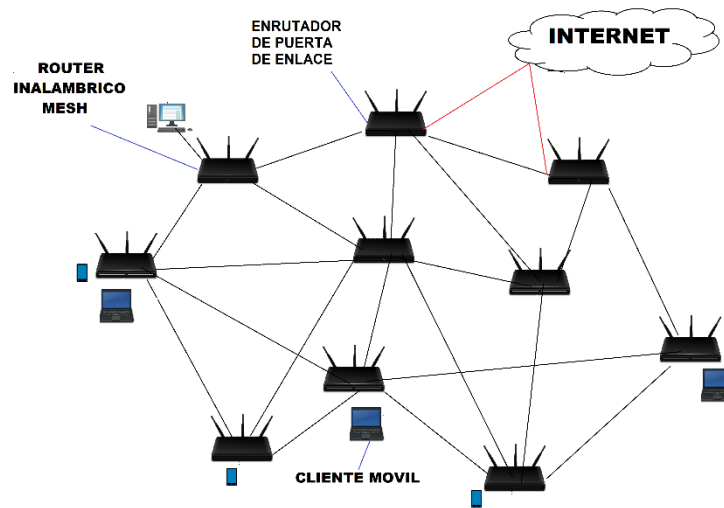 ENRUTADOR
DE PUERTA
DE ENLACE
INTERNET
ROUTER
INALAMBRICO
MESH
CLIENTE MOVIL